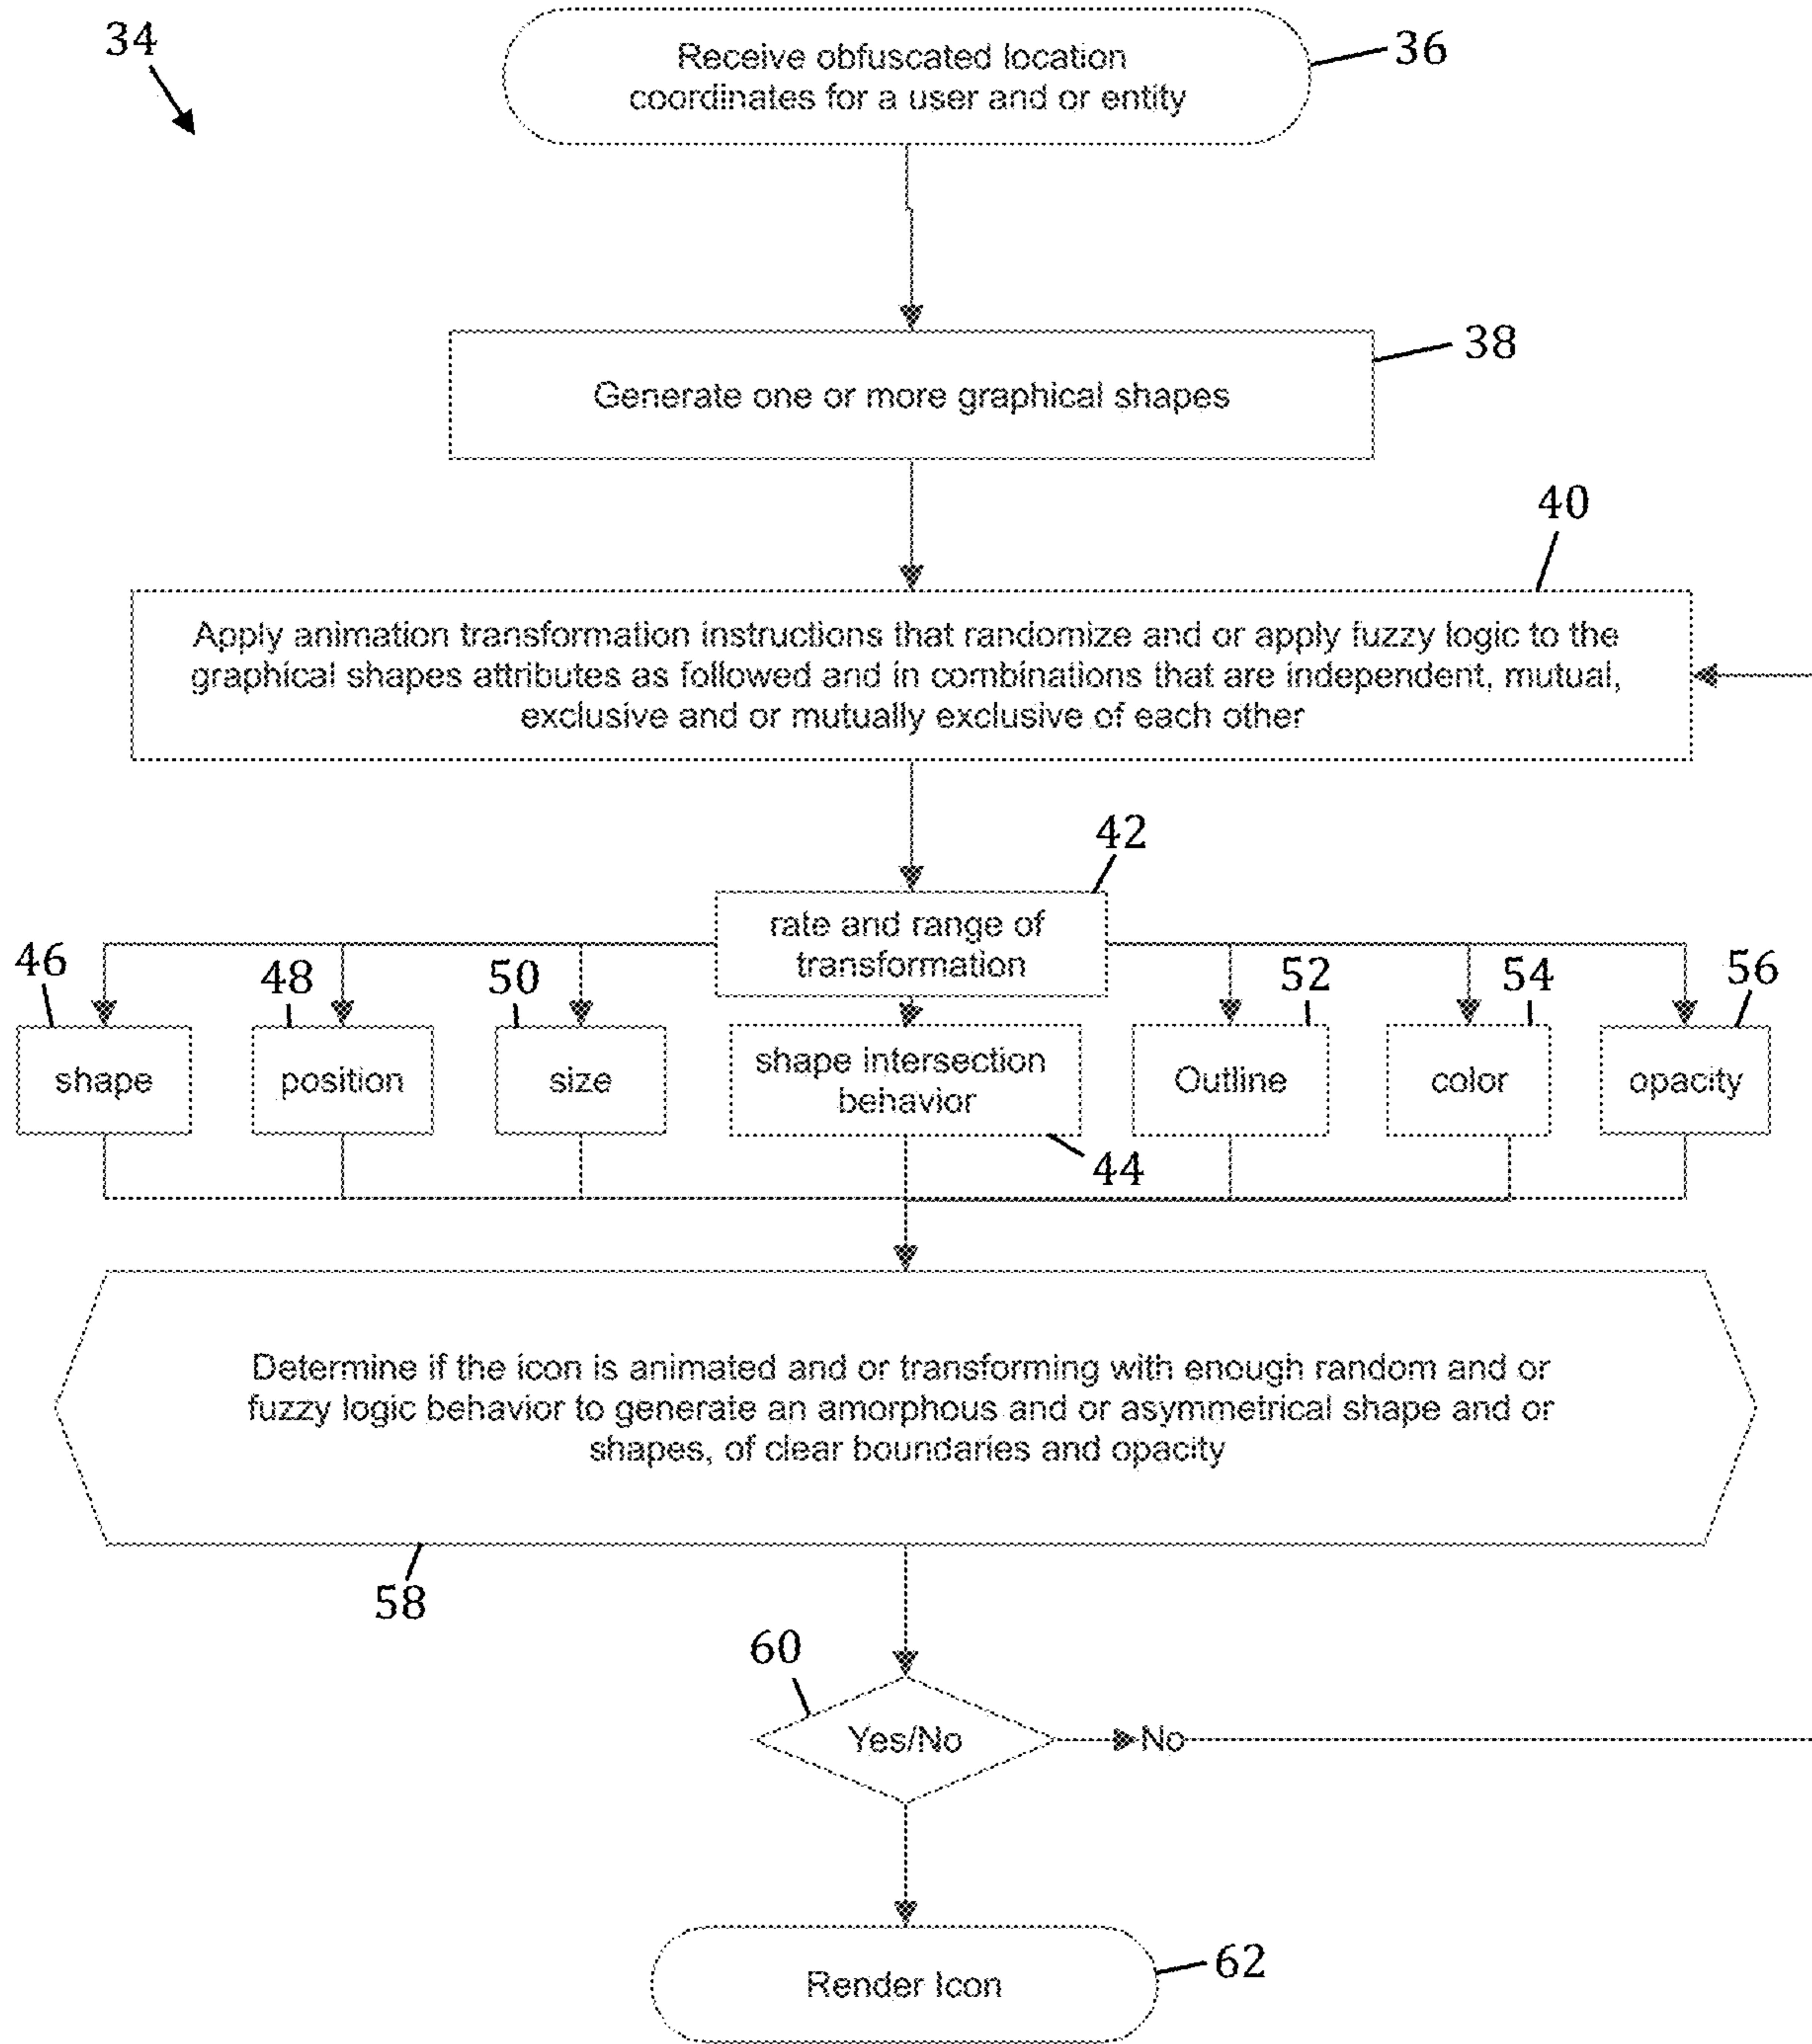 34
Receive obfuscated location
coordinates for a user and or entity
36
Generate one or more graphical shapes
38
40
Apply animation transformation instructions that randomize and or apply fuzzy logic to the
graphical shapes attributes as followed and in combinations that are independent, mutual,
exclusive and or mutually exclusive of each other
42
rate and range of
transformation
46
48
50
52
54
56
shape
position
size
shape intersection
behavior
Outline
color
opacity
44
Determine if the icon is animated and or transforming with enough random and or
fuzzy logic behavior to generate an amorphous and or asymmetrical shape and or
shapes, of clear boundaries and opacity
58
60
Yes/No
No
Render Icon
62